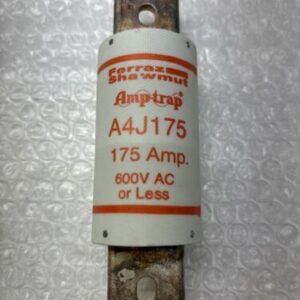 Ferraz
Shawmut
Amp-trap®
A4J175
175 Amp.
600V AC
or Less